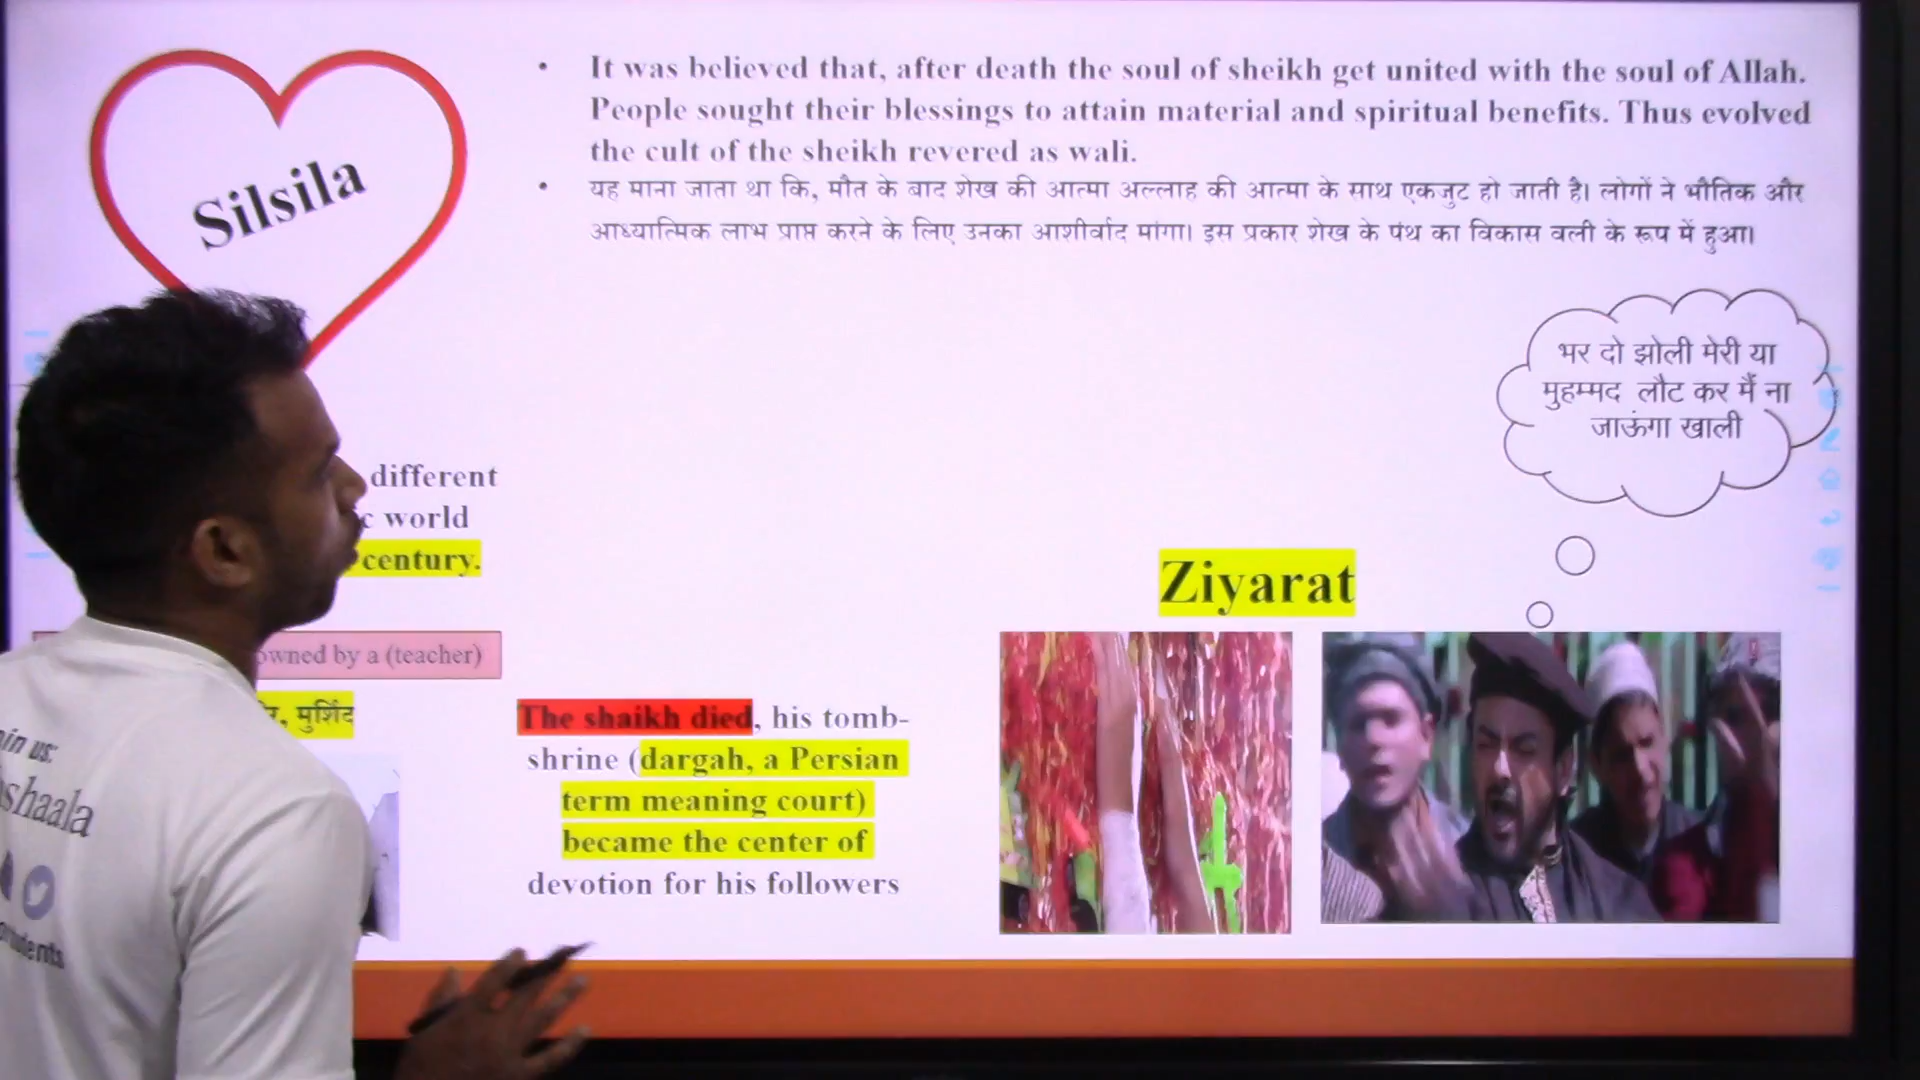 Silsila
• It was believed that, after death the soul of sheikh get united with the soul of Allah.
People sought their blessings to attain material and spiritual benefits. Thus evolved
the cult of the sheikh revered as wali.
• यह माना जाता था कि, मौत के बाद शेख की आत्मा अल्लाह की आत्मा के साथ एकजुट हो जाती है। लोगों ने भौतिक और
आध्यात्मिक लाभ प्राप्त करने के लिए उनका आशीर्वाद मांगा। इस प्रकार शेख के पंथ का विकास वली के रूप में हुआ।
भर दो झोली मेरी या
मुहम्मद लौट कर मैं ना
जाऊंगा खाली
different
world
century.
owned by a (teacher)
मुर्शिद
Ziyarat
The shaikh died, his tomb-
shrine (dargah, a Persian
term meaning court)
became the center of
devotion for his followers
us: